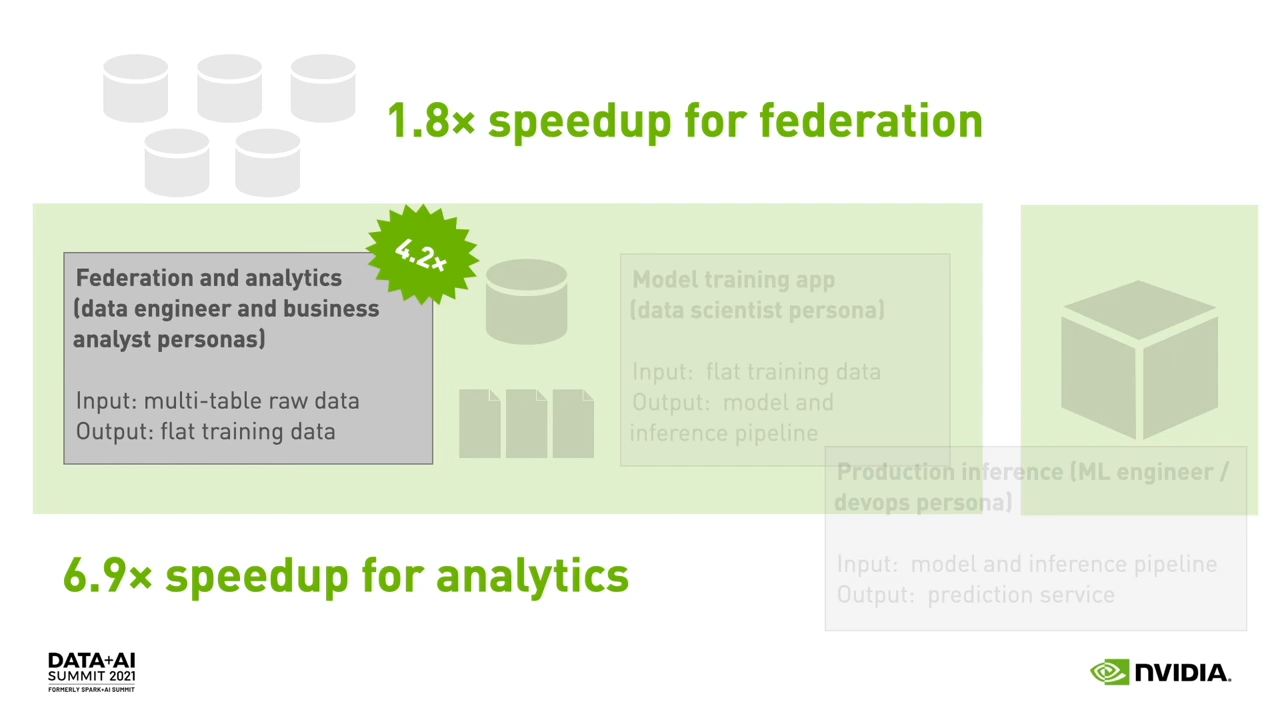 1.8× speedup for federation
4.2×
Federation and analytics
(data engineer and business
analyst personas)
Input: multi-table raw data
Output: flat training data
Model training app
(data scientist persona)
Input: flat training data
Output: model and
inference pipeline
Production inference (ML engineer /
devops persona)
Input: model and inference pipeline
Output: prediction service
6.9× speedup for analytics
DATA+AI
SUMMIT 2021
FORMERLY SPARK+AI SUMMIT
NVIDIA.